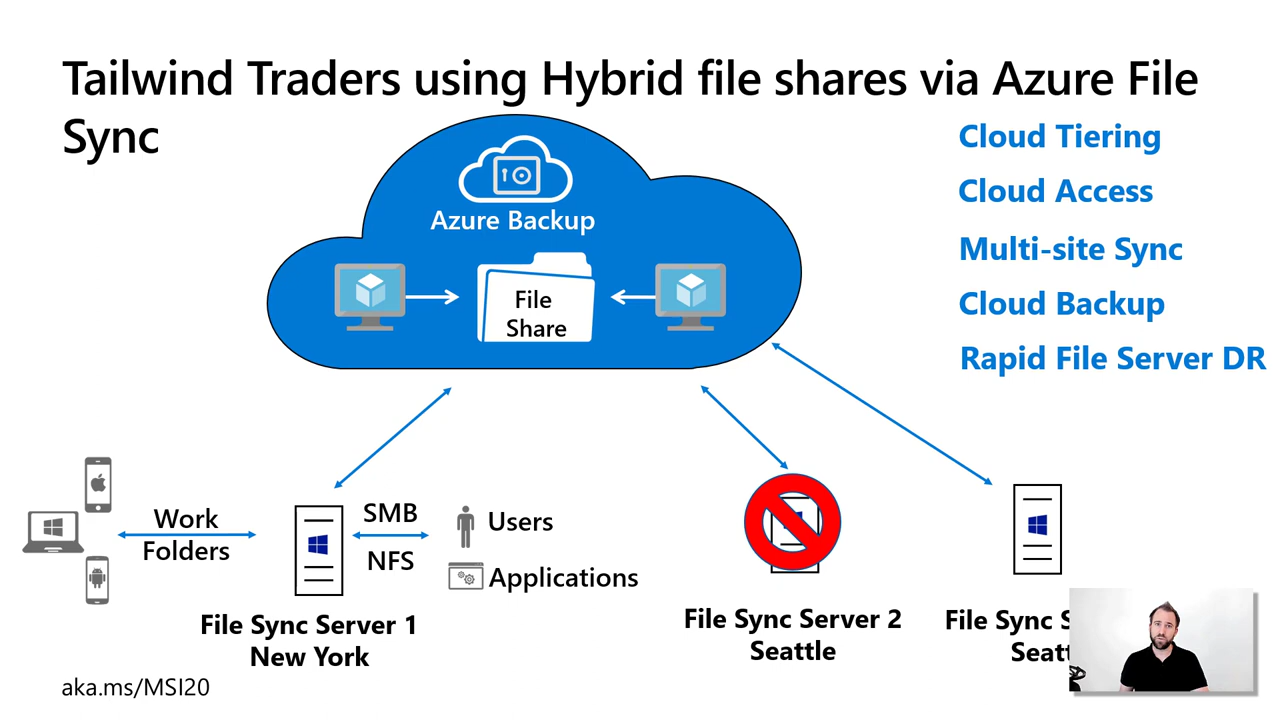 Tailwind Traders using Hybrid file shares via Azure File
Sync
Cloud Tiering
Cloud Access
Multi-site Sync
Cloud Backup
Rapid File Server DR
Azure Backup
File
Share
Work
Folders
SMB
NFS
Users
Applications
File Sync Server 1
New York
File Sync Server 2
Seattle
File Sync
aka.ms/MSI20